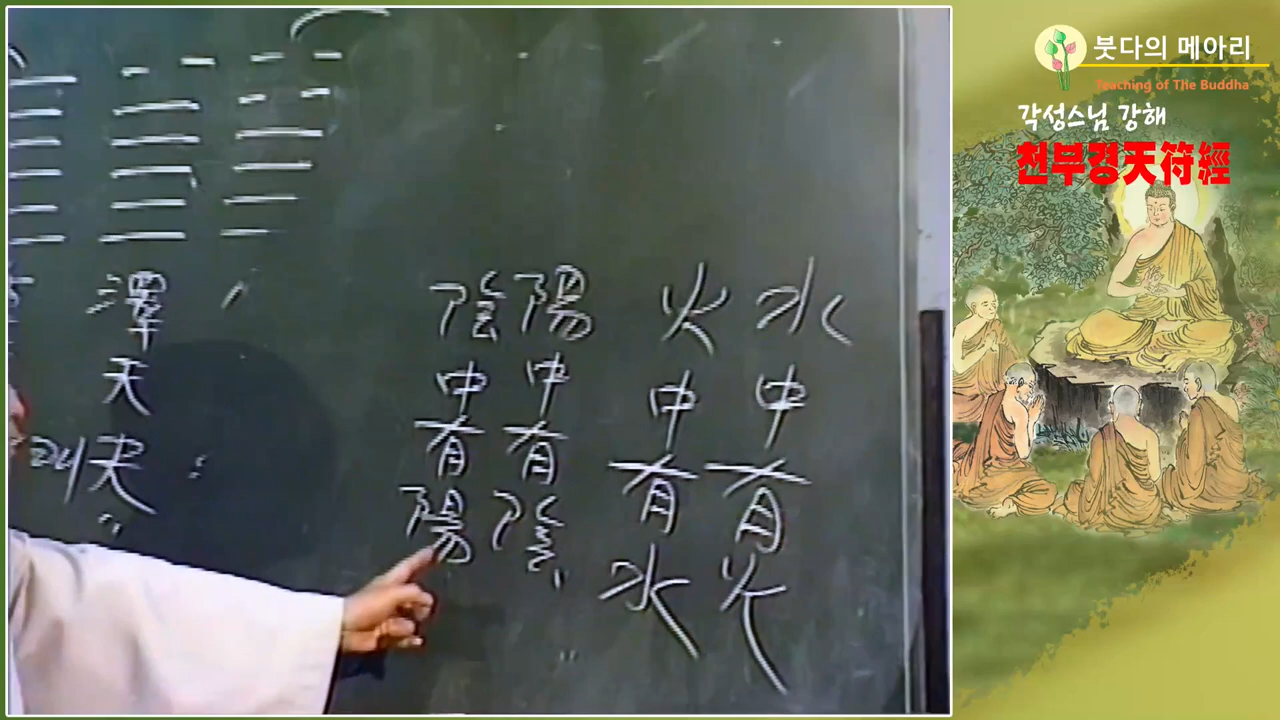 水中有火
火中有水
陽中有陰
陰中有陽
澤天夬
붓다의 메아리
Teaching of The Buddha
각성스님 강해
천부경天符經